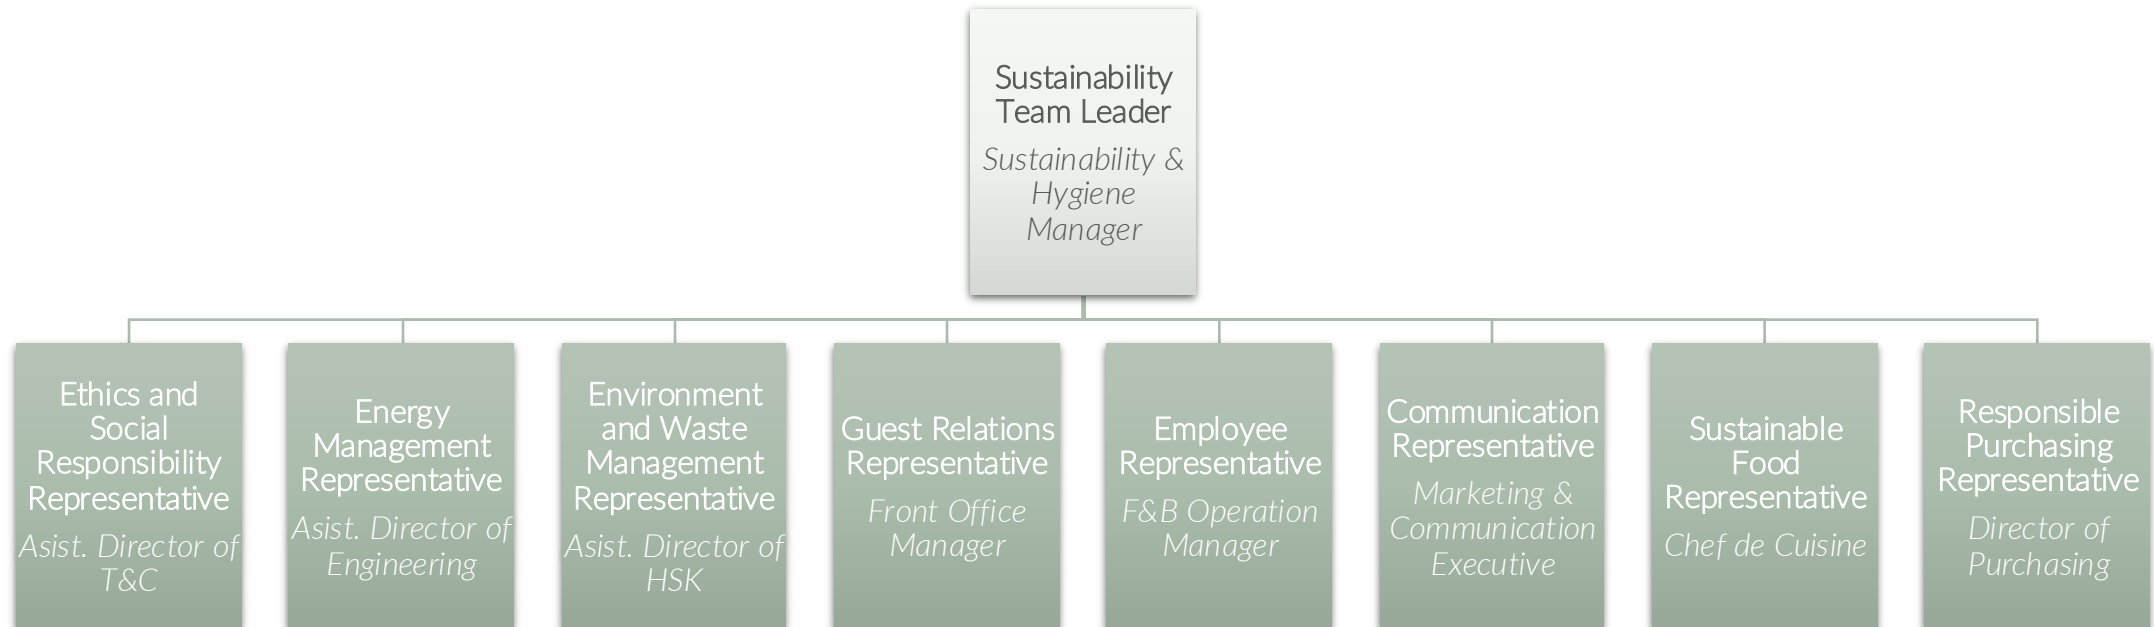 Sustainability
Team Leader
Sustainability &
Hygiene
Manager
Ethics and
Social
Responsibility
Representative
Asist. Director of
T&C
Energy
Management
Representative
Asist. Director of
Engineering
Environment
and Waste
Management
Representative
Asist. Director of
HSK
Guest Relations
Representative
Front Office
Manager
Employee
Representative
F&B Operation
Manager
Communication
Representative
Marketing &
Communication
Executive
Sustainable
Food
Representative
Chef de Cuisine
Responsible
Purchasing
Representative
Director of
Purchasing